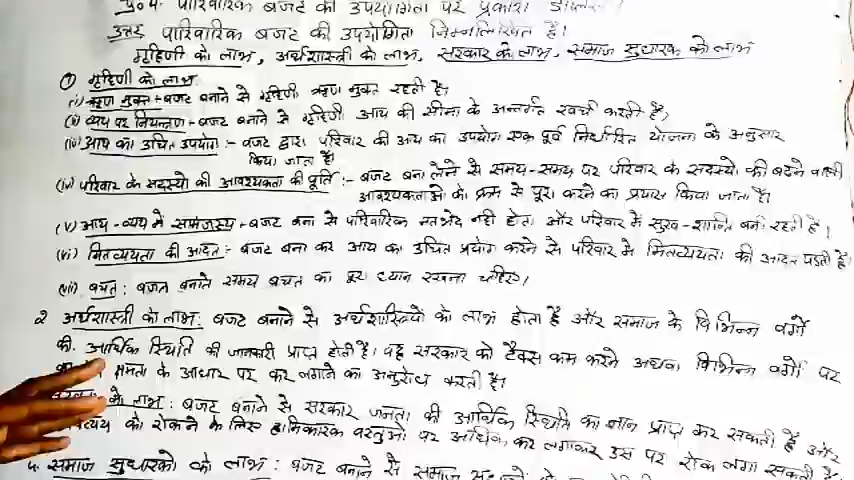 प्र०4. पारिवारिक बजट की उपयोगिता पर प्रकाश
उत्तर पारिवारिक बजट की उपयोगिता निम्नलिखित है।
गृहिणी को लाभ, अर्थशास्त्री को लाभ, सरकार को लाभ, समाज सुधारक को लाभ
① गृहिणी को लाभ
(i) ऋण मुक्त :- बजट बनाने से गृहिणी ऋण मुक्त रहती है।
(ii) व्यय पर नियन्त्रण :- बजट बनाने से गृहिणी आय की सीमा के अन्तर्गत खर्च करती है,
(iii) आय का उचित उपयोग :- बजट द्वारा परिवार की आय का उपयोग एक पूर्व निर्धारित योजना के अनुसार
किया जाता है।
(iv) परिवार के सदस्यो की आवश्यकता की पूर्ति :- बजट बना लेने से समय-समय पर परिवार के सदस्यो की बढने वाली
आवश्यकताओ को क्रम से पूरा करने का प्रयास किया जाता है।
(v) आय-व्यय मे सामंजस्य :- बजट बना से पारिवारिक मतभेद नही होता और परिवार में सुख-शान्ति बनी रहती है।
(vi) मितव्ययता की आदत :- बजट बना कर आय का उचित प्रयोग करने से परिवार मे मितव्ययता की आदत पड़ती है।
(vii) बचत : बजत बनाते समय बचत का पूरा ध्यान रखना चाहिए।
2 अर्थशास्त्री को लाभ : बजट बनाने से अर्थशास्त्रियो को लाभ होता है और समाज के विभिन्न वर्गो
की आर्थिक स्थिति की जानकारी प्राप्त होती है। वह सरकार को टैक्स कम करने अथवा विभिन्न वर्गो पर
क्षमता के आधार पर कर लगाने का अनुरोध करती है।
को लाभ : बजट बनाने से सरकार जनता की आर्थिक स्थिति का ज्ञान प्राप्त कर सकती है और
को रोकने के लिए हानिकारक वस्तुओ पर अधिक कर लगाकर उस पर रोक लगा सकती है
4. समाज सुधारको को लाभ : बजट बनाने से समाज